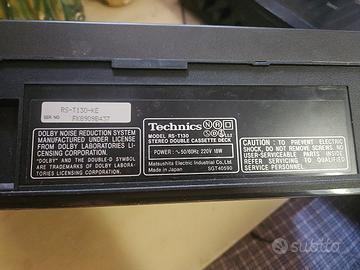 RS-T130-KE
SER NO FK8909B437
DOLBY NOISE REDUCTION SYSTEM
MANUFACTURED UNDER LICENSE
FROM DOLBY LABORATORIES LI-
CENSING CORPORATION.
"DOLBY" AND THE DOUBLE-D SYMBOL
ARE TRADEMARKS OF DOLBY LABORA-
TORIES LICENSING CORPORATION.
Technics
MODEL RS-T130
STEREO DOUBLE CASSETTE DECK
POWER : ~ 50/60Hz 220V 18W
Matsushita Electric Industrial Co., Ltd.
Made in Japan SGT40590
CAUTION: TO PREVENT ELECTRIC
SHOCK, DO NOT REMOVE SCREWS. NO
USER-SERVICEABLE PARTS INSIDE.
REFER SERVICING TO QUALIFIED
SERVICE PERSONNEL.
subito